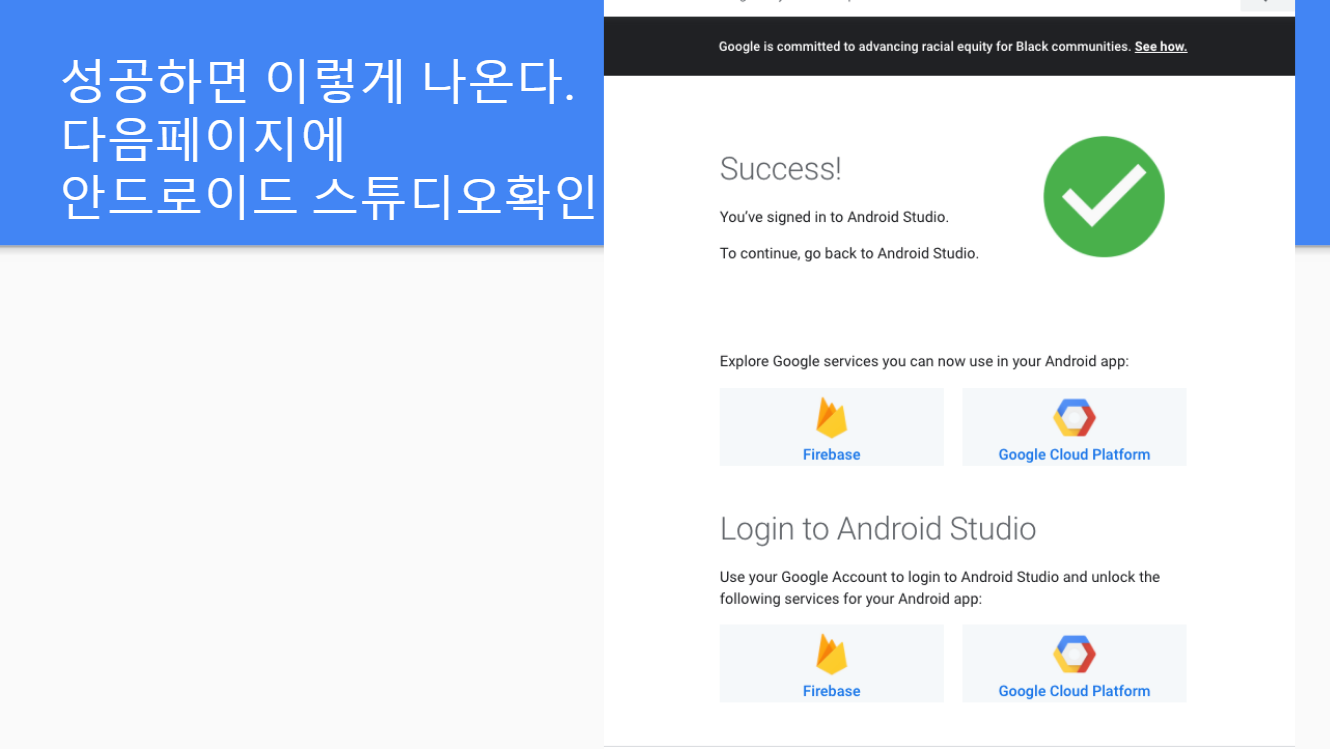 성공하면 이렇게 나온다.
다음페이지에
안드로이드 스튜디오확인
Google is committed to advancing racial equity for Black communities. See how.
Success!
You've signed in to Android Studio.
To continue, go back to Android Studio.
Explore Google services you can now use in your Android app:
Firebase
Google Cloud Platform
Login to Android Studio
Use your Google Account to login to Android Studio and unlock the
following services for your Android app:
Firebase
Google Cloud Platform